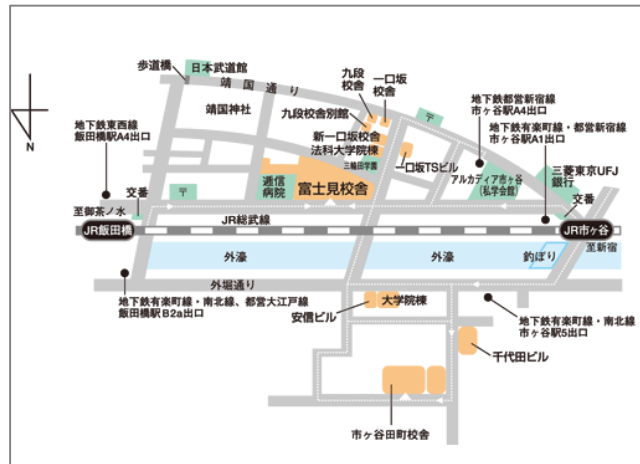 歩道橋
日本武道館
靖国通り
靖国神社
九段
校舎
一口坂
校舎
九段校舎別館
新一口坂校舎
法科大学院棟
三輪田学園
一口坂TSビル
地下鉄都営新宿線
市ヶ谷駅A4出口
地下鉄有楽町線・都営新宿線
市ヶ谷駅A1出口
〒
アルカディア市ヶ谷
(私学会館)
三菱東京UFJ
銀行
交番
地下鉄東西線
飯田橋駅A4出口
交番
〒
逓信
病院
富士見校舎
至御茶ノ水
JR飯田橋
JR総武線
JR市ヶ谷
至新宿
外濠
外濠
釣ぼり
外堀通り
地下鉄有楽町線・南北線、都営大江戸線
飯田橋駅B2a出口
安信ビル
大学院棟
地下鉄有楽町線・南北線
市ヶ谷駅5出口
千代田ビル
市ヶ谷田町校舎
N